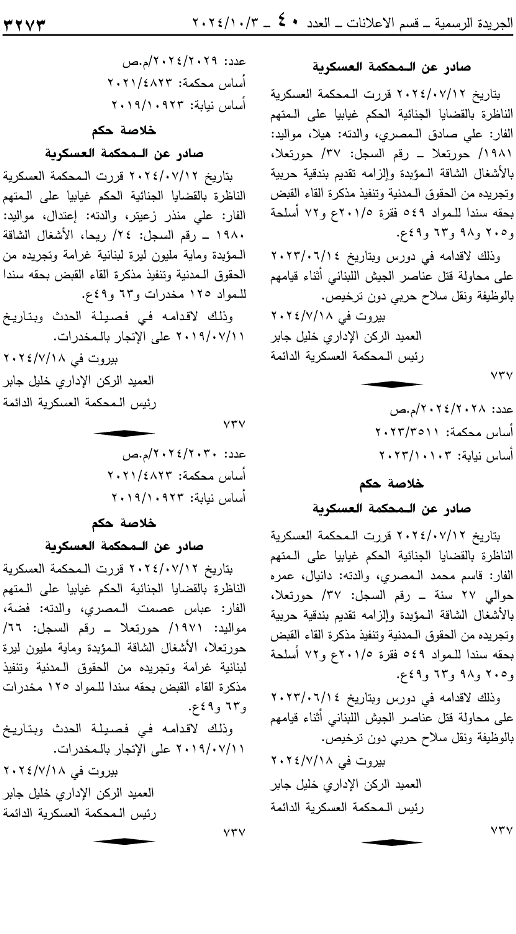 الجريدة الرسمية ــ قسم الاعلانات ــ العدد ٤٠ ــ ٢٠٢٤/١٠/٣
٣٢٧٣
صادر عن المحكمة العسكرية
بتاريخ ٢٠٢٤/٠٧/١٢ قررت المحكمة العسكرية
الناظرة بالقضايا الجنائية الحكم غيابيا على المتهم
الفار: علي صادق المصري، والدته: هيلا، مواليد:
١٩٨١/ حورتعلا ــ رقم السجل: ٣٧/ حورتعلا،
بالأشغال الشاقة المؤبدة وإلزامه تقديم بندقية حربية
وتجريده من الحقوق المدنية وتنفيذ مذكرة القاء القبض
بحقه سندا للمواد ٥٤٩ فقرة ٢٠١/٥ع و٧٢ أسلحة
و٢٠٥ و٩٨ و٦٣ و٤٩ع.
وذلك لاقدامه في دورس وبتاريخ ٢٠٢٣/٠٦/١٤
على محاولة قتل عناصر الجيش اللبناني أثناء قيامهم
بالوظيفة ونقل سلاح حربي دون ترخيص.
بيروت في ٢٠٢٤/٧/١٨
العميد الركن الإداري خليل جابر
رئيس المحكمة العسكرية الدائمة
٧٣٧
عدد: ٢٠٢٤/٢٠٢٨/م.ص
أساس محكمة: ٢٠٢٣/٣٥١١
أساس نيابة: ٢٠٢٣/١٠١٠٣
خلاصة حكم
صادر عن المحكمة العسكرية
بتاريخ ٢٠٢٤/٠٧/١٢ قررت المحكمة العسكرية
الناظرة بالقضايا الجنائية الحكم غيابيا على المتهم
الفار: قاسم محمد المصري، والدته: دانيال، عمره
حوالي ٢٧ سنة ــ رقم السجل: ٣٧/ حورتعلا،
بالأشغال الشاقة المؤبدة وإلزامه تقديم بندقية حربية
وتجريده من الحقوق المدنية وتنفيذ مذكرة القاء القبض
بحقه سندا للمواد ٥٤٩ فقرة ٢٠١/٥ع و٧٢ أسلحة
و٢٠٥ و٩٨ و٦٣ و٤٩ع.
وذلك لاقدامه في دورس وبتاريخ ٢٠٢٣/٠٦/١٤
على محاولة قتل عناصر الجيش اللبناني أثناء قيامهم
بالوظيفة ونقل سلاح حربي دون ترخيص.
بيروت في ٢٠٢٤/٧/١٨
العميد الركن الإداري خليل جابر
رئيس المحكمة العسكرية الدائمة
٧٣٧
عدد: ٢٠٢٤/٢٠٢٩/م.ص
أساس محكمة: ٢٠٢١/٤٨٢٣
أساس نيابة: ٢٠١٩/١٠٩٢٣
خلاصة حكم
صادر عن المحكمة العسكرية
بتاريخ ٢٠٢٤/٠٧/١٢ قررت المحكمة العسكرية
الناظرة بالقضايا الجنائية الحكم غيابيا على المتهم
الفار: علي منذر زعيتر، والدته: إعتدال، مواليد:
١٩٨٠ ــ رقم السجل: ٢٤/ ريحا، الأشغال الشاقة
المؤبدة وماية مليون ليرة لبنانية غرامة وتجريده من
الحقوق المدنية وتنفيذ مذكرة القاء القبض بحقه سندا
للمواد ١٢٥ مخدرات و٦٣ و٤٩ع.
وذلك لاقدامه في فصيلة الحدث وبتاريخ
٢٠١٩/٠٧/١١ على الإتجار بالمخدرات.
بيروت في ٢٠٢٤/٧/١٨
العميد الركن الإداري خليل جابر
رئيس المحكمة العسكرية الدائمة
٧٣٧
عدد: ٢٠٢٤/٢٠٣٠/م.ص
أساس محكمة: ٢٠٢١/٤٨٢٣
أساس نيابة: ٢٠١٩/١٠٩٢٣
خلاصة حكم
صادر عن المحكمة العسكرية
بتاريخ ٢٠٢٤/٠٧/١٢ قررت المحكمة العسكرية
الناظرة بالقضايا الجنائية الحكم غيابيا على المتهم
الفار: عباس عصمت المصري، والدته: فضة،
مواليد: ١٩٧١/ حورتعلا ــ رقم السجل: ٦٦/
حورتعلا، الأشغال الشاقة المؤبدة وماية مليون ليرة
لبنانية غرامة وتجريده من الحقوق المدنية وتنفيذ
مذكرة القاء القبض بحقه سندا للمواد ١٢٥ مخدرات
و٦٣ و٤٩ع.
وذلك لاقدامه في فصيلة الحدث وبتاريخ
٢٠١٩/٠٧/١١ على الإتجار بالمخدرات.
بيروت في ٢٠٢٤/٧/١٨
العميد الركن الإداري خليل جابر
رئيس المحكمة العسكرية الدائمة
٧٣٧